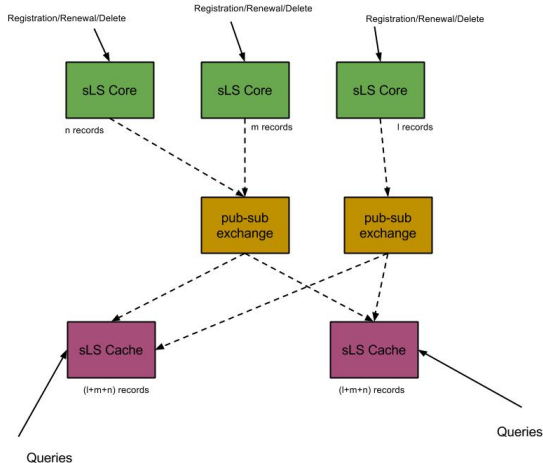 Registration/Renewal/Delete
Registration/Renewal/Delete
Registration/Renewal/Delete
sLS Core
sLS Core
sLS Core
n records
m records
l records
pub-sub
exchange
pub-sub
exchange
sLS Cache
sLS Cache
(l+m+n) records
(l+m+n) records
Queries
Queries